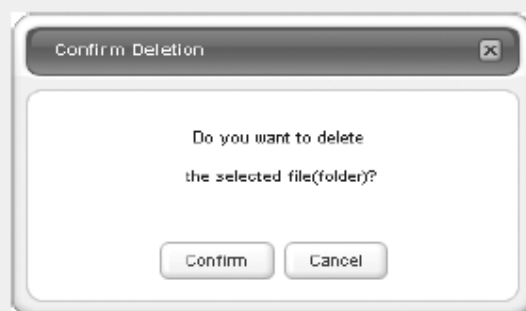 Confirm Deletion
Do you want to delete
the selected file(folder)?
Confirm
Cancel